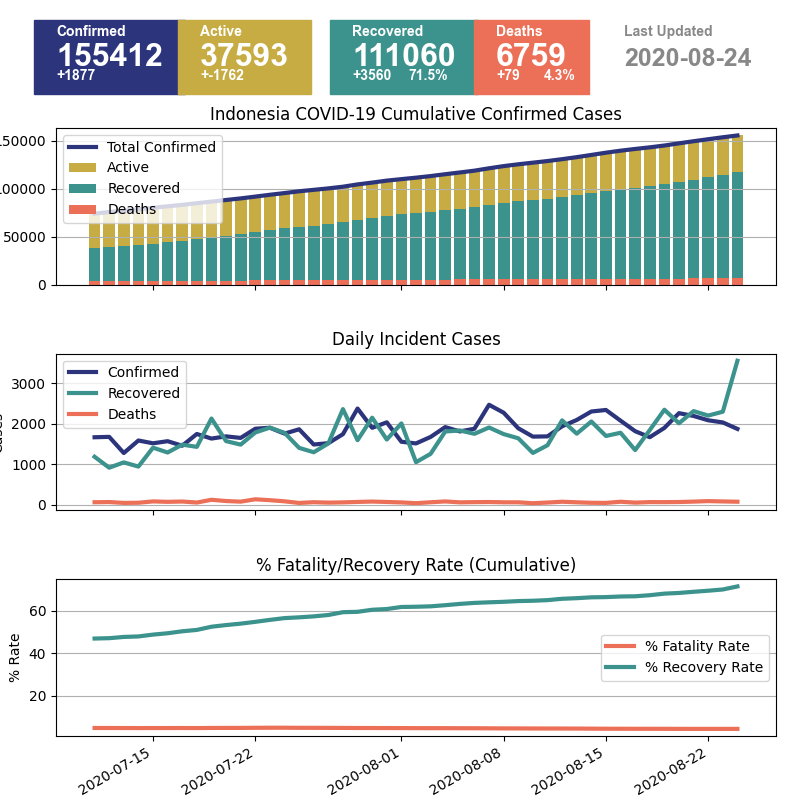 Confirmed
155412
+1877
Active
37593
+-1762
Recovered
111060
+3560 71.5%
Deaths
6759
+79 4.3%
Last Updated
2020-08-24
Indonesia COVID-19 Cumulative Confirmed Cases
150000
100000
50000
0
Total Confirmed
Active
Recovered
Deaths
Daily Incident Cases
Cases
3000
2000
1000
0
Confirmed
Recovered
Deaths
% Fatality/Recovery Rate (Cumulative)
% Rate
60
40
20
% Fatality Rate
% Recovery Rate
2020-07-15
2020-07-22
2020-08-01
2020-08-08
2020-08-15
2020-08-22